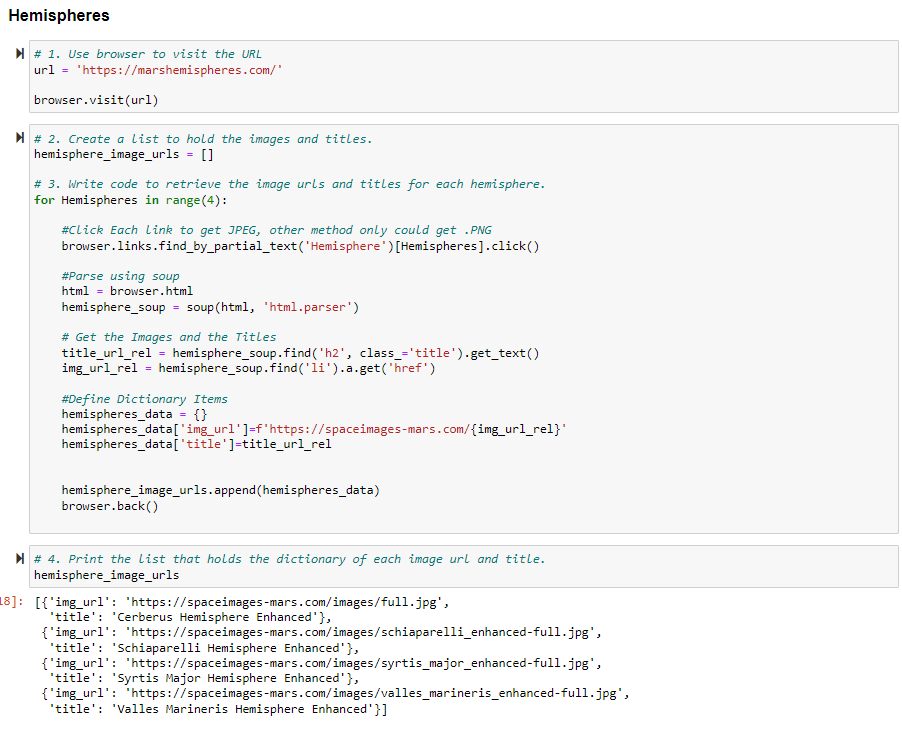 Hemispheres
# 1. Use browser to visit the URL
url = 'https://marshemispheres.com/'
browser.visit(url)
# 2. Create a list to hold the images and titles.
hemisphere_image_urls = []
# 3. Write code to retrieve the image urls and titles for each hemisphere.
for Hemispheres in range(4):
#Click Each link to get JPEG, other method only could get .PNG
browser.links.find_by_partial_text('Hemisphere')[Hemispheres].click()
#Parse using soup
html = browser.html
hemisphere_soup = soup(html, 'html.parser')
# Get the Images and the Titles
title_url_rel = hemisphere_soup.find('h2', class_='title').get_text()
img_url_rel = hemisphere_soup.find('li').a.get('href')
#Define Dictionary Items
hemispheres_data = {}
hemispheres_data['img_url']=f'https://spaceimages-mars.com/{img_url_rel}'
hemispheres_data['title']=title_url_rel
hemisphere_image_urls.append(hemispheres_data)
browser.back()
# 4. Print the list that holds the dictionary of each image url and title.
hemisphere_image_urls
18]: [{'img_url': 'https://spaceimages-mars.com/images/full.jpg',
'title': 'Cerberus Hemisphere Enhanced'},
{'img_url': 'https://spaceimages-mars.com/images/schiaparelli_enhanced-full.jpg',
'title': 'Schiaparelli Hemisphere Enhanced'},
{'img_url': 'https://spaceimages-mars.com/images/syrtis_major_enhanced-full.jpg',
'title': 'Syrtis Major Hemisphere Enhanced'},
{'img_url': 'https://spaceimages-mars.com/images/valles_marineris_enhanced-full.jpg',
'title': 'Valles Marineris Hemisphere Enhanced'}]